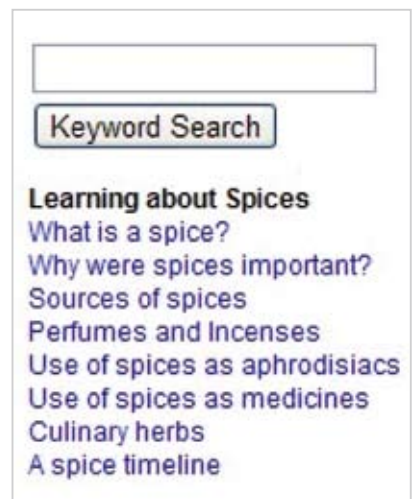 Keyword Search
Learning about Spices
What is a spice?
Why were spices important?
Sources of spices
Perfumes and Incenses
Use of spices as aphrodisiacs
Use of spices as medicines
Culinary herbs
A spice timeline